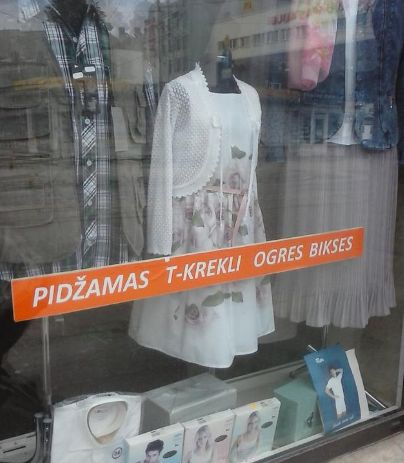 PIDŽAMAS T-KREKLI OGRES BIKSES